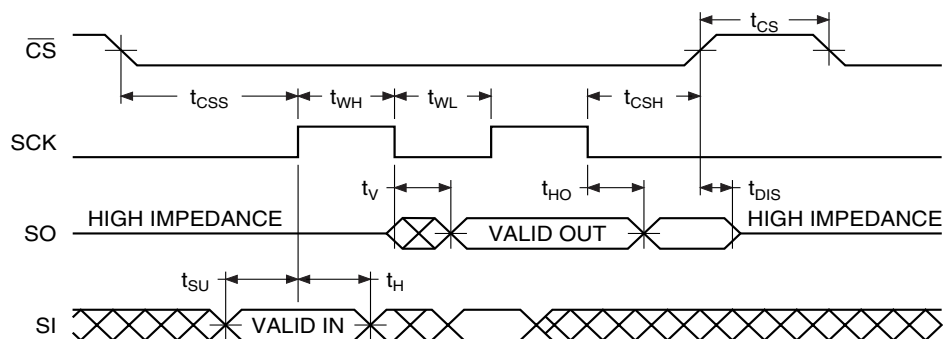 tCS
CS
tCSS tWH tWL tCSH
SCK
tV tHO tDIS
HIGH IMPEDANCE HIGH IMPEDANCE
SO VALID OUT
tSU tH
SI VALID IN